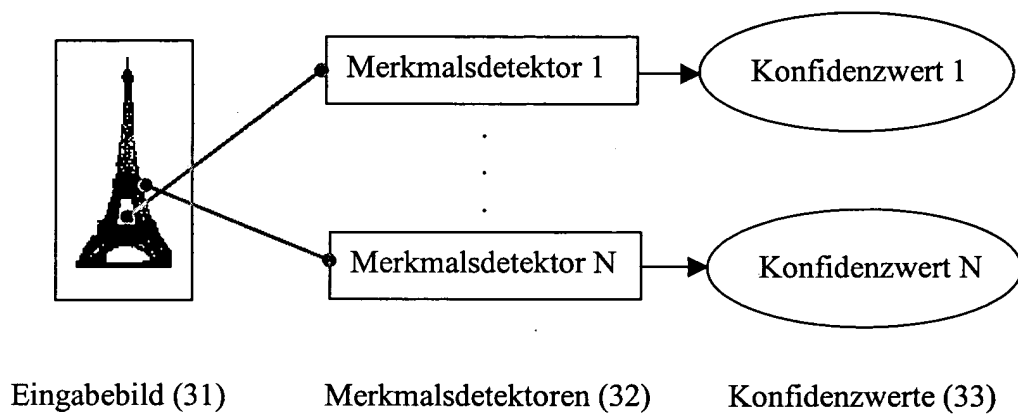 Merkmalsdetektor 1
Konfidenzwert 1
Merkmalsdetektor N
Konfidenzwert N
Eingabebild (31)
Merkmalsdetektoren (32)
Konfidenzwerte (33)